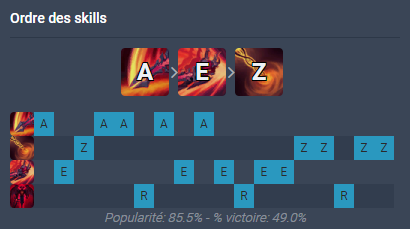 Ordre des skills
A > E > Z
A A A A A
Z Z Z Z Z
E E E E E
R R R
Popularité: 85.5% - % victoire: 49.0%